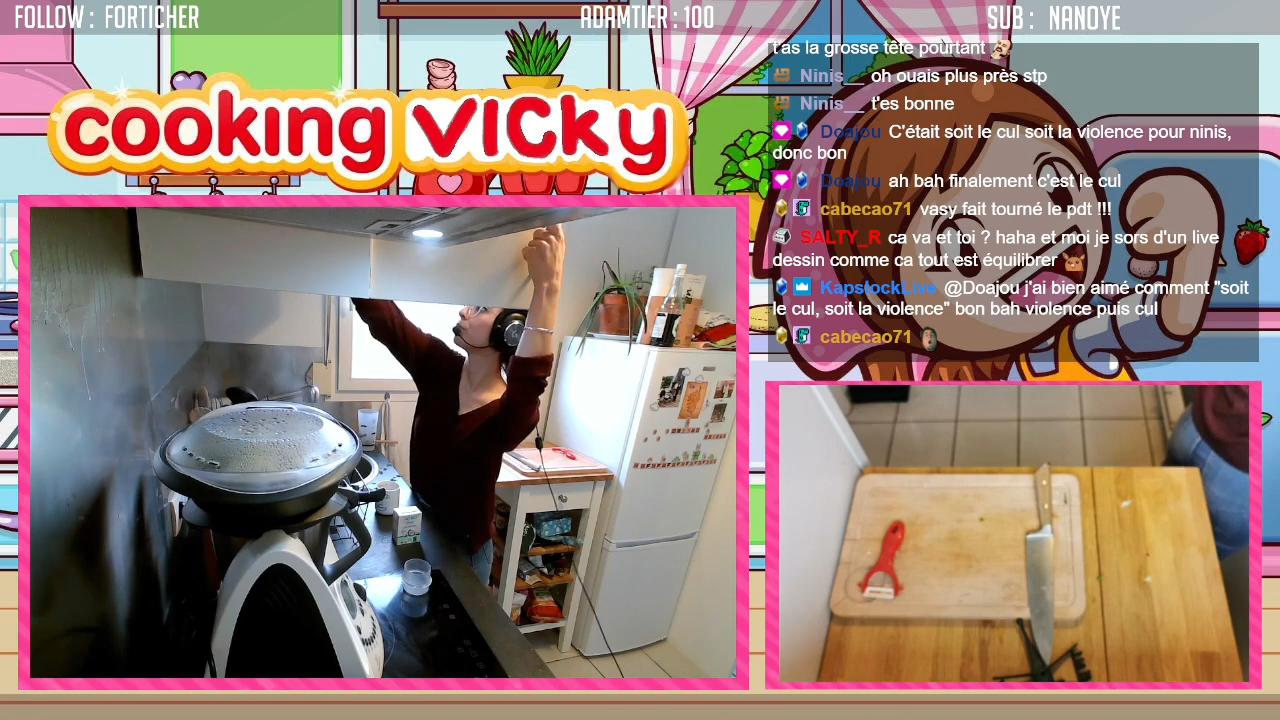 FOLLOW : FORTICHER
ADAMTIER : 100
SUB : NANOYE
cooking VICKY
t'as la grosse tête pourtant
Ninis__ oh ouais plus près stp
Ninis__ t'es bonne
Doajou C'était soit le cul soit la violence pour ninis,
donc bon
Doajou ah bah finalement c'est le cul
cabecao71 vasy fait tourné le pdt !!!
SALTY_R ca va et toi ? haha et moi je sors d'un live
dessin comme ca tout est équilibrer
KapstockLive @Doajou j'ai bien aimé comment "soit
le cul, soit la violence" bon bah violence puis cul
cabecao71